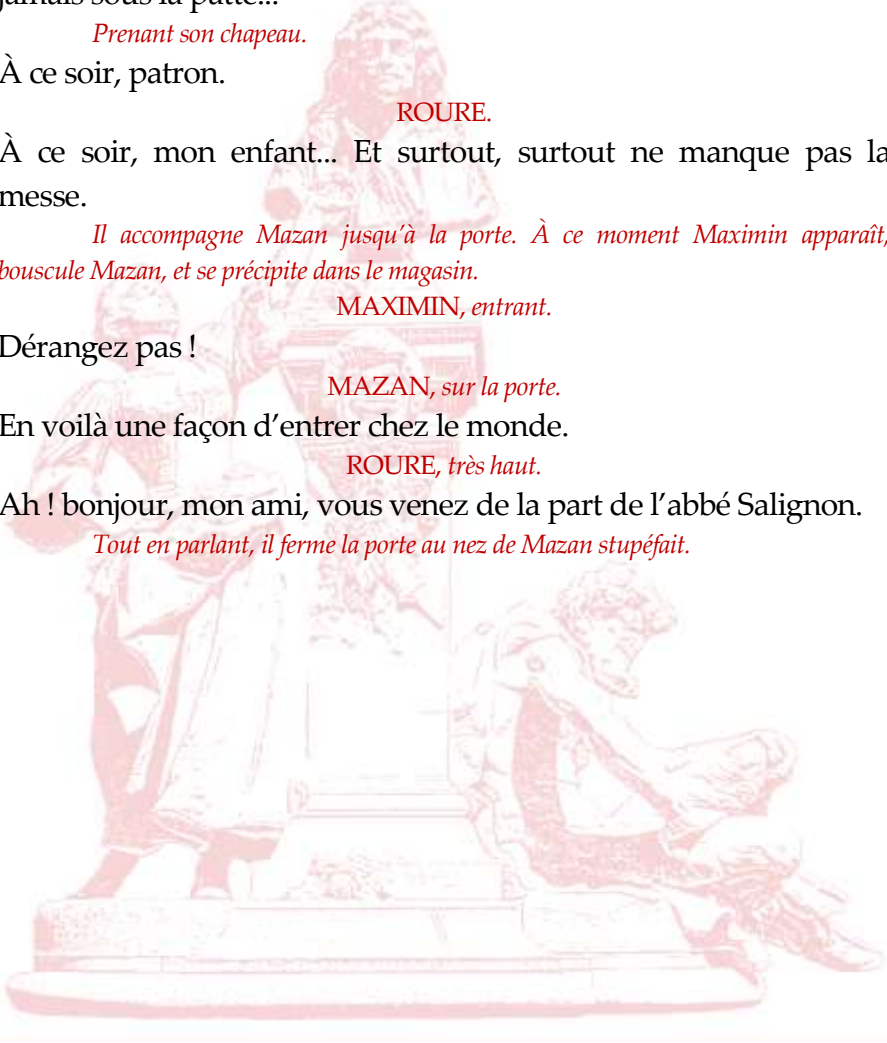 jamais sous la patte...
Prenant son chapeau.
À ce soir, patron.
ROURE.
À ce soir, mon enfant... Et surtout, surtout ne manque pas la
messe.
Il accompagne Mazan jusqu’à la porte. À ce moment Maximin apparaît,
bouscule Mazan, et se précipite dans le magasin.
MAXIMIN, entrant.
Dérangez pas !
MAZAN, sur la porte.
En voilà une façon d’entrer chez le monde.
ROURE, très haut.
Ah ! bonjour, mon ami, vous venez de la part de l’abbé Salignon.
Tout en parlant, il ferme la porte au nez de Mazan stupéfait.